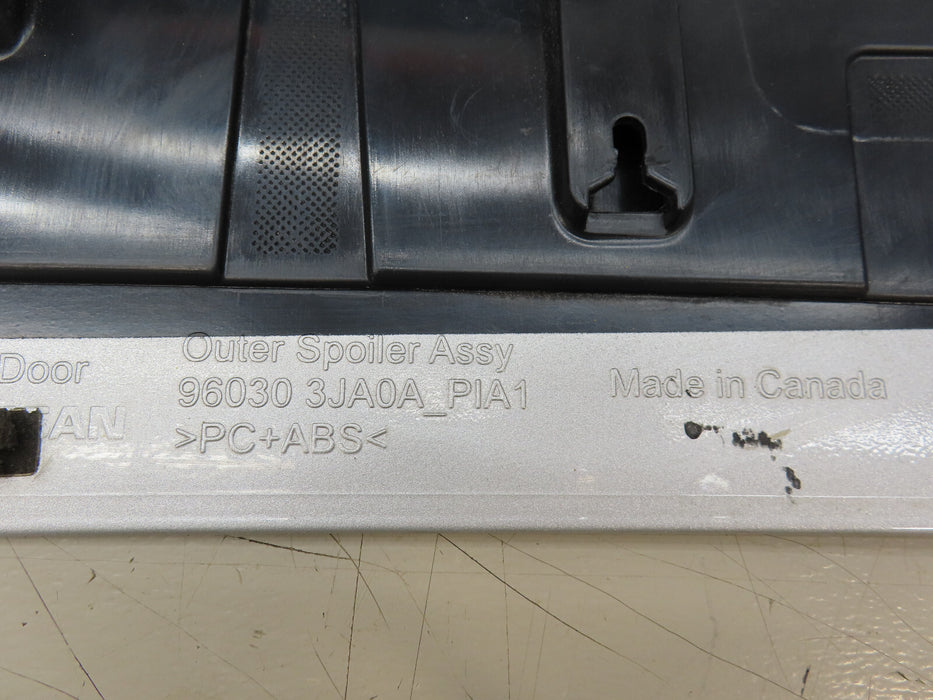 Door
Outer Spoiler Assy
96030 3JA0A_PIA1
>PC+ABS<
Made in Canada